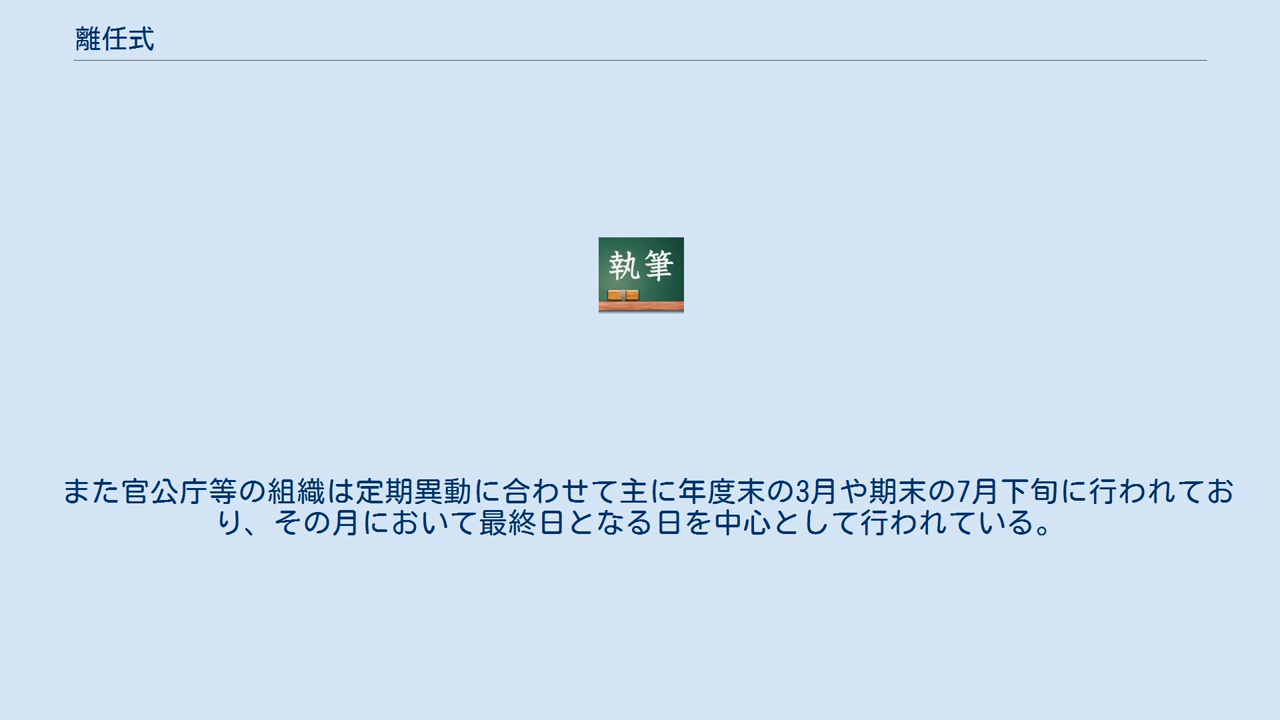 離任式
執筆
また官公庁等の組織は定期異動に合わせて主に年度末の3月や期末の7月下旬に行われてお
り、その月において最終日となる日を中心として行われている。